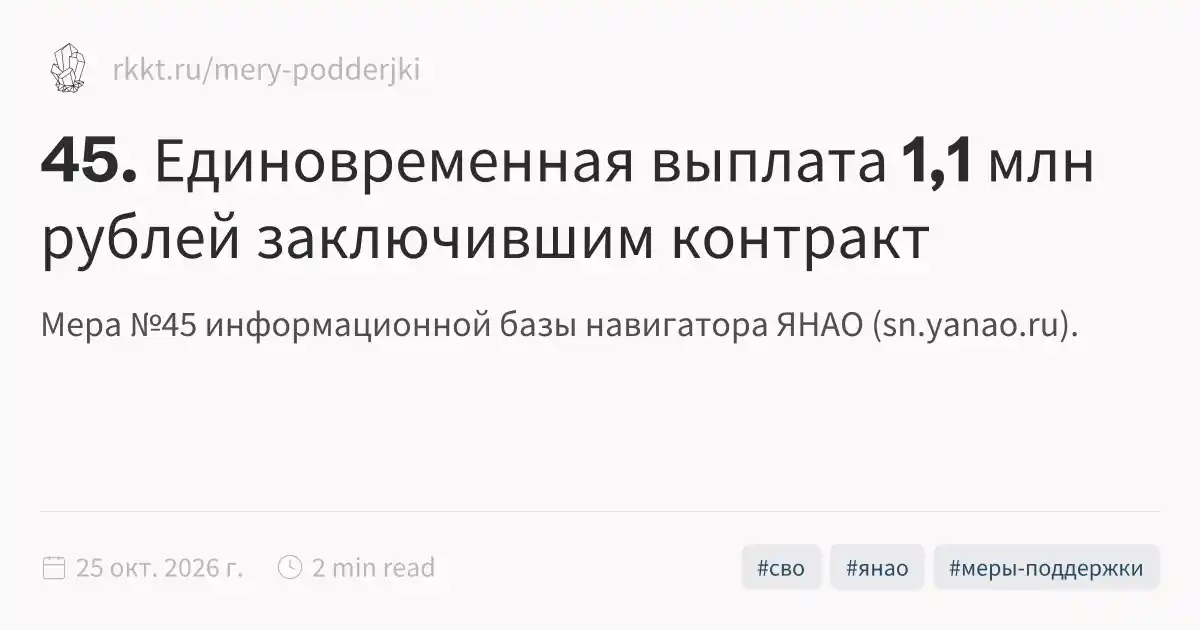 rkkt.ru/mery-podderjki
45. Единовременная выплата 1,1 млн
рублей заключившим контракт
Мера №45 информационной базы навигатора ЯНАО (sn.yanao.ru).
25 окт. 2026 г. 2 min read #сво #янао #меры-поддержки